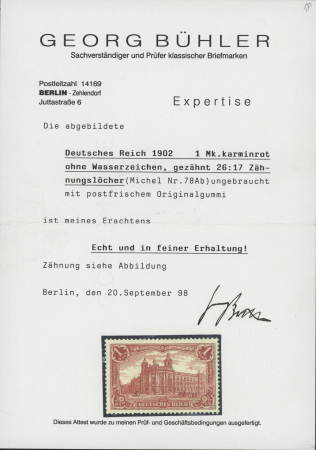 GEORG BÜHLER
Sachverständiger und Prüfer klassischer Briefmarken
Postleitzahl 14169
BERLIN - Zehlendorf
Juttastraße 6
Expertise
Die abgebildete
Deutsches Reich 1902 1 Mk.karminrot
ohne Wasserzeichen, gezähnt 26:17 Zäh-
nungslöcher(Michel Nr.78Ab)ungebraucht
mit postfrischem Originalgummi
ist meines Erachtens
Echt und in feiner Erhaltung!
Zähnung siehe Abbildung
Berlin, den 20.September 98
DEUTSCHES REICH
Dieses Attest wurde zu meinen Prüf- und Geschäftsbedingungen ausgefertigt.